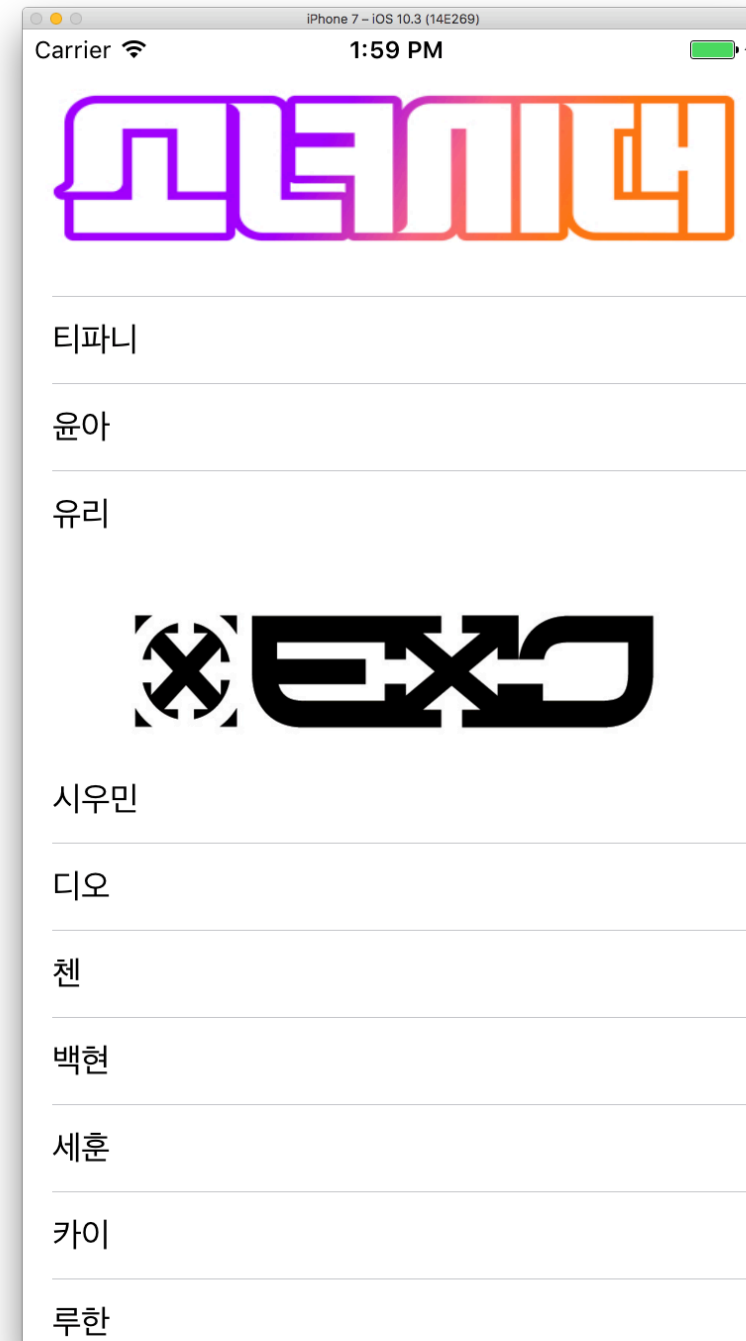 iPhone 7 – iOS 10.3 (14E269)
Carrier 1:59 PM
소녀시대
티파니
윤아
유리
EXO
시우민
디오
첸
백현
세훈
카이
루한